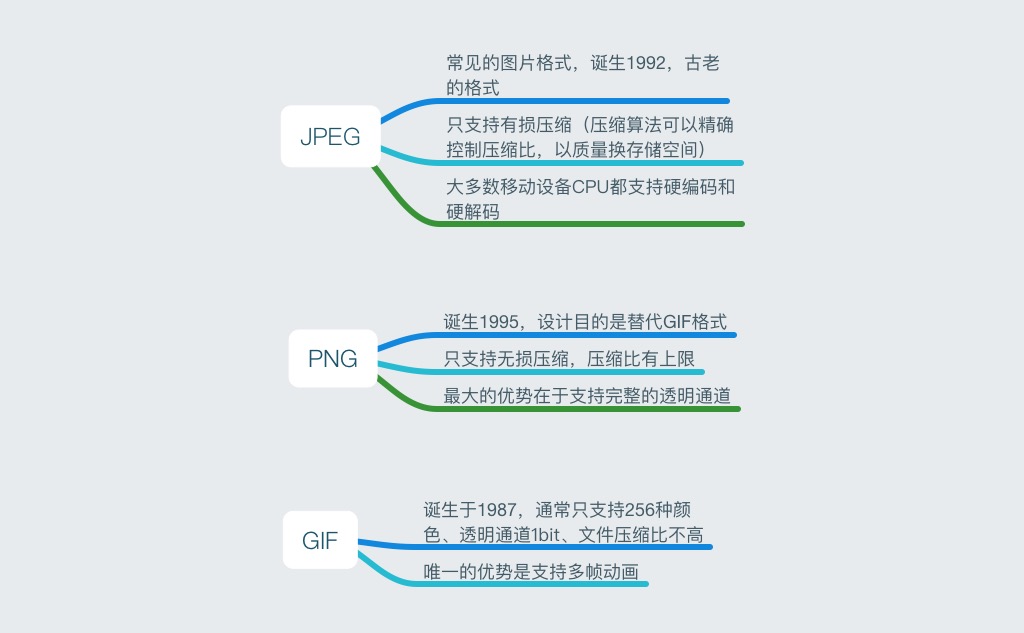 JPEG
常见的图片格式，诞生1992，古老
的格式
只支持有损压缩（压缩算法可以精确
控制压缩比，以质量换存储空间）
大多数移动设备CPU都支持硬编码和
硬解码
PNG
诞生1995，设计目的是替代GIF格式
只支持无损压缩，压缩比有上限
最大的优势在于支持完整的透明通道
GIF
诞生于1987，通常只支持256种颜
色、透明通道1bit、文件压缩比不高
唯一的优势是支持多帧动画